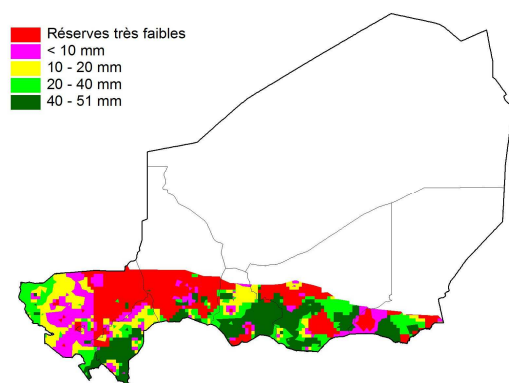 Réserves très faibles
< 10 mm
10 - 20 mm
20 - 40 mm
40 - 51 mm